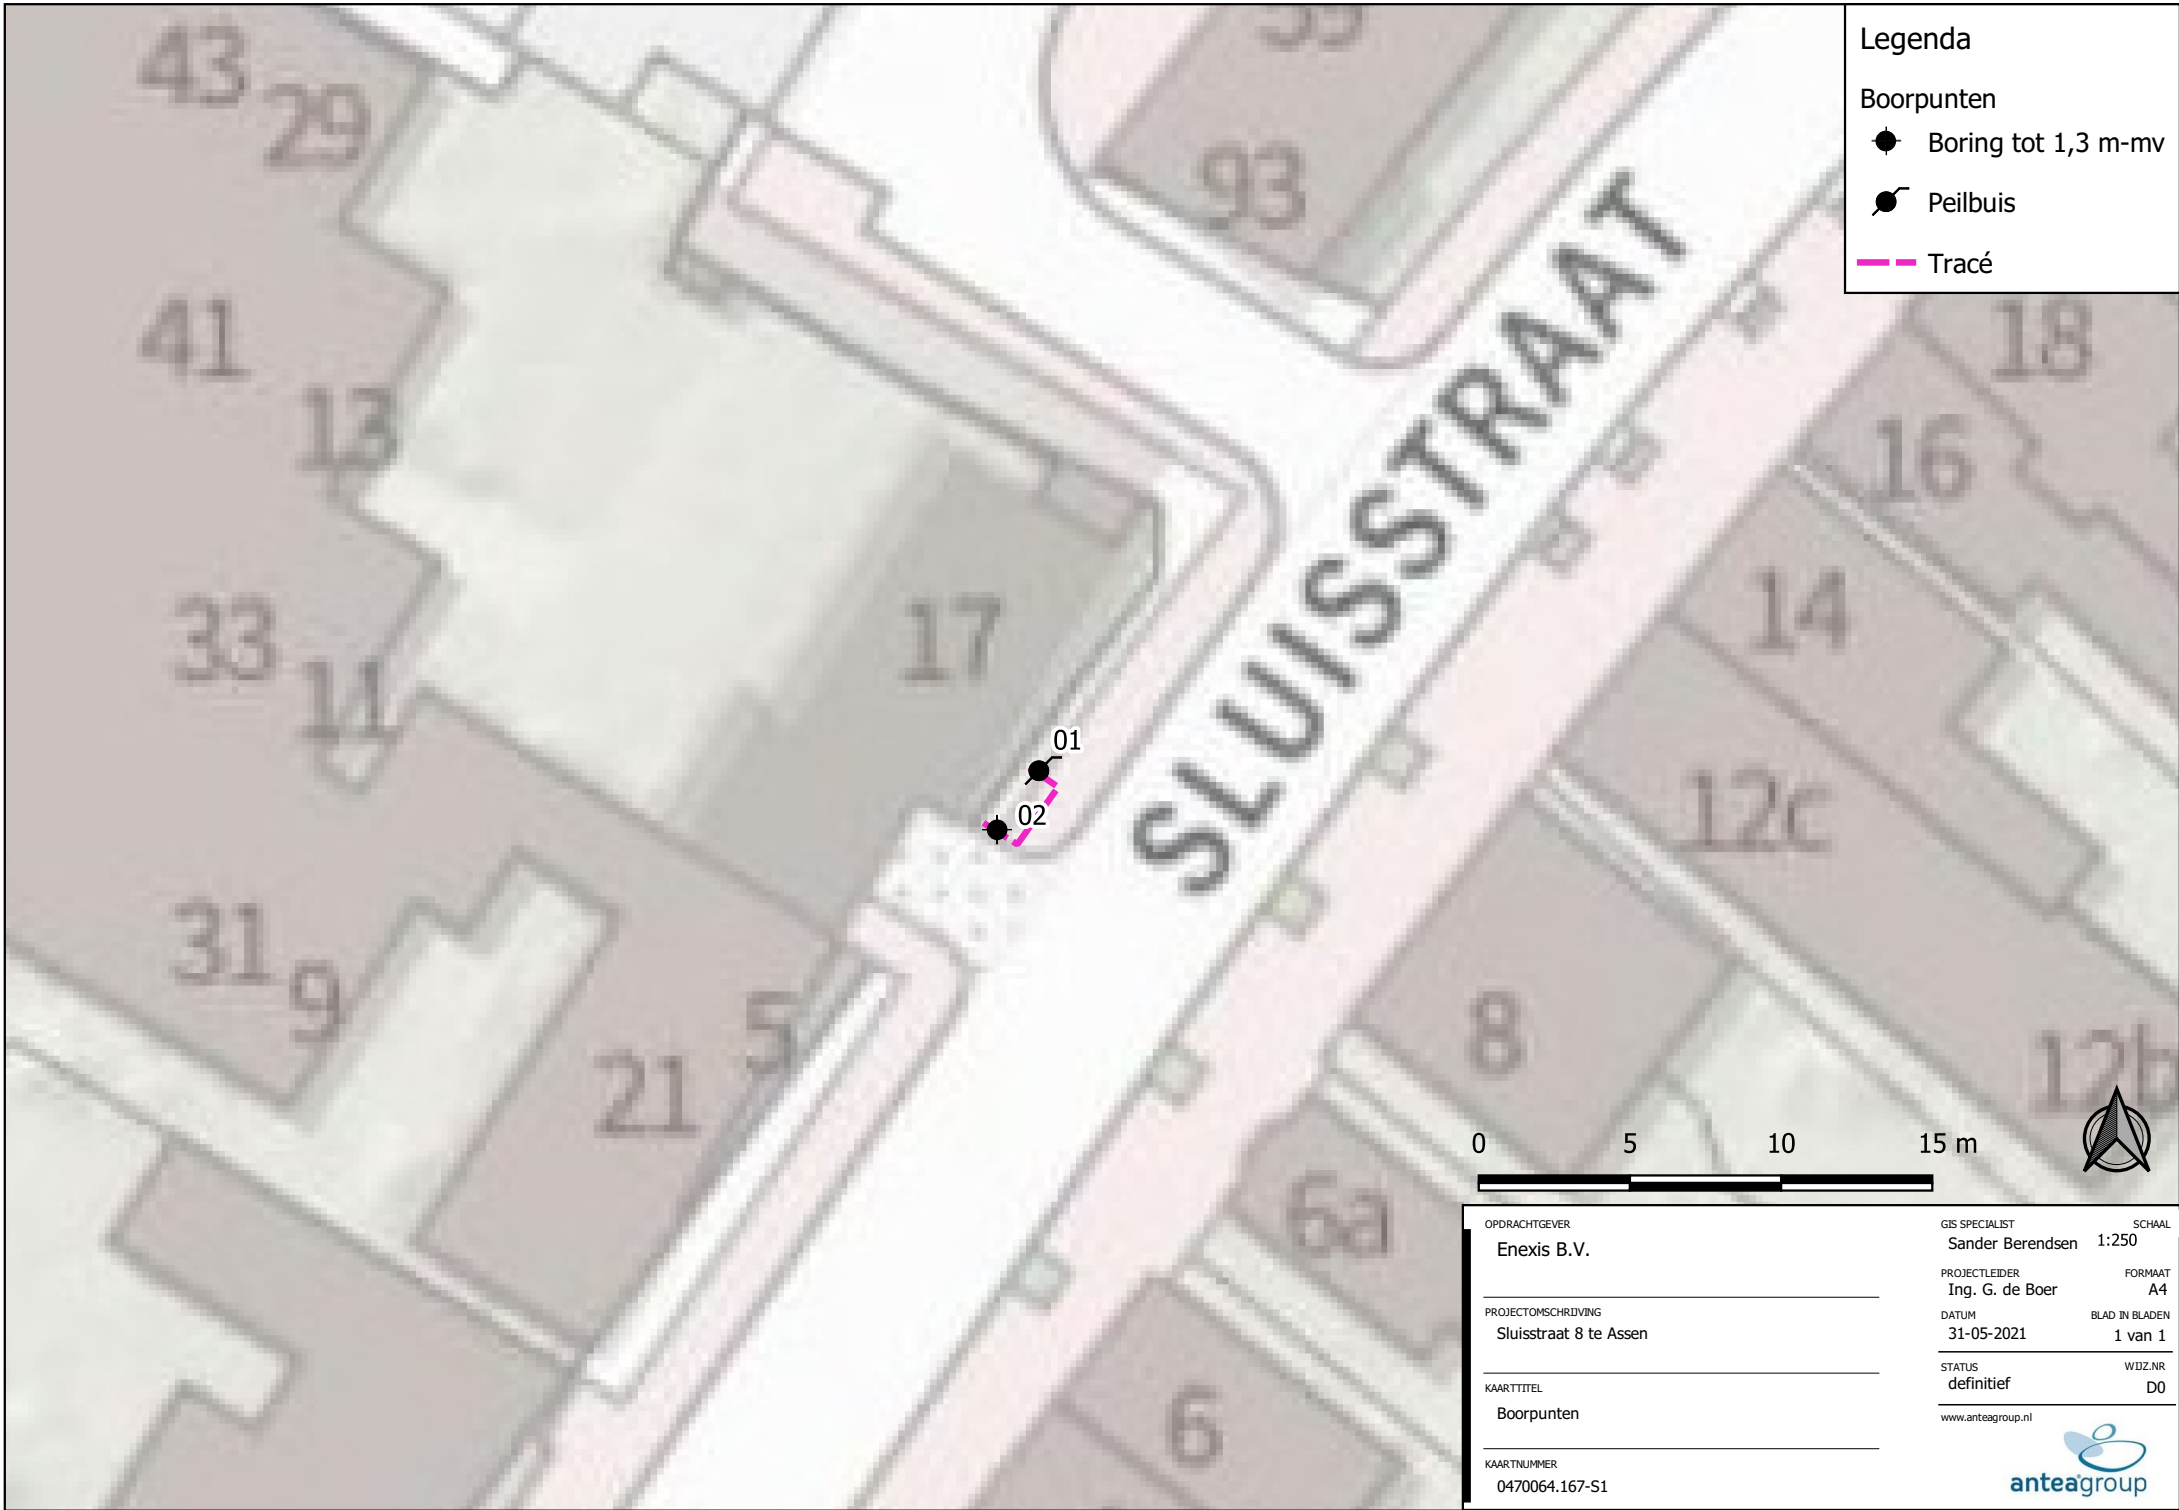 Legenda
Boorpunten
Boring tot 1,3 m-mv
Peilbuis
Tracé
43
29
93
41
13
18
16
33
11
17
14
SLUISSTRAAT
01
02
12c
31
9
5
21
8
12b
6a
6
0 5 10 15 m
OPDRACHTGEVER
Enexis B.V.
PROJECTOMSCHRIJVING
Sluisstraat 8 te Assen
KAARTTITEL
Boorpunten
KAARTNUMMER
0470064.167-S1
GIS SPECIALIST SCHAAL
Sander Berendsen 1:250
PROJECTLEIDER FORMAAT
Ing. G. de Boer A4
DATUM BLAD IN BLADEN
31-05-2021 1 van 1
STATUS WIJZ.NR
definitief D0
www.anteagroup.nl
anteagroup